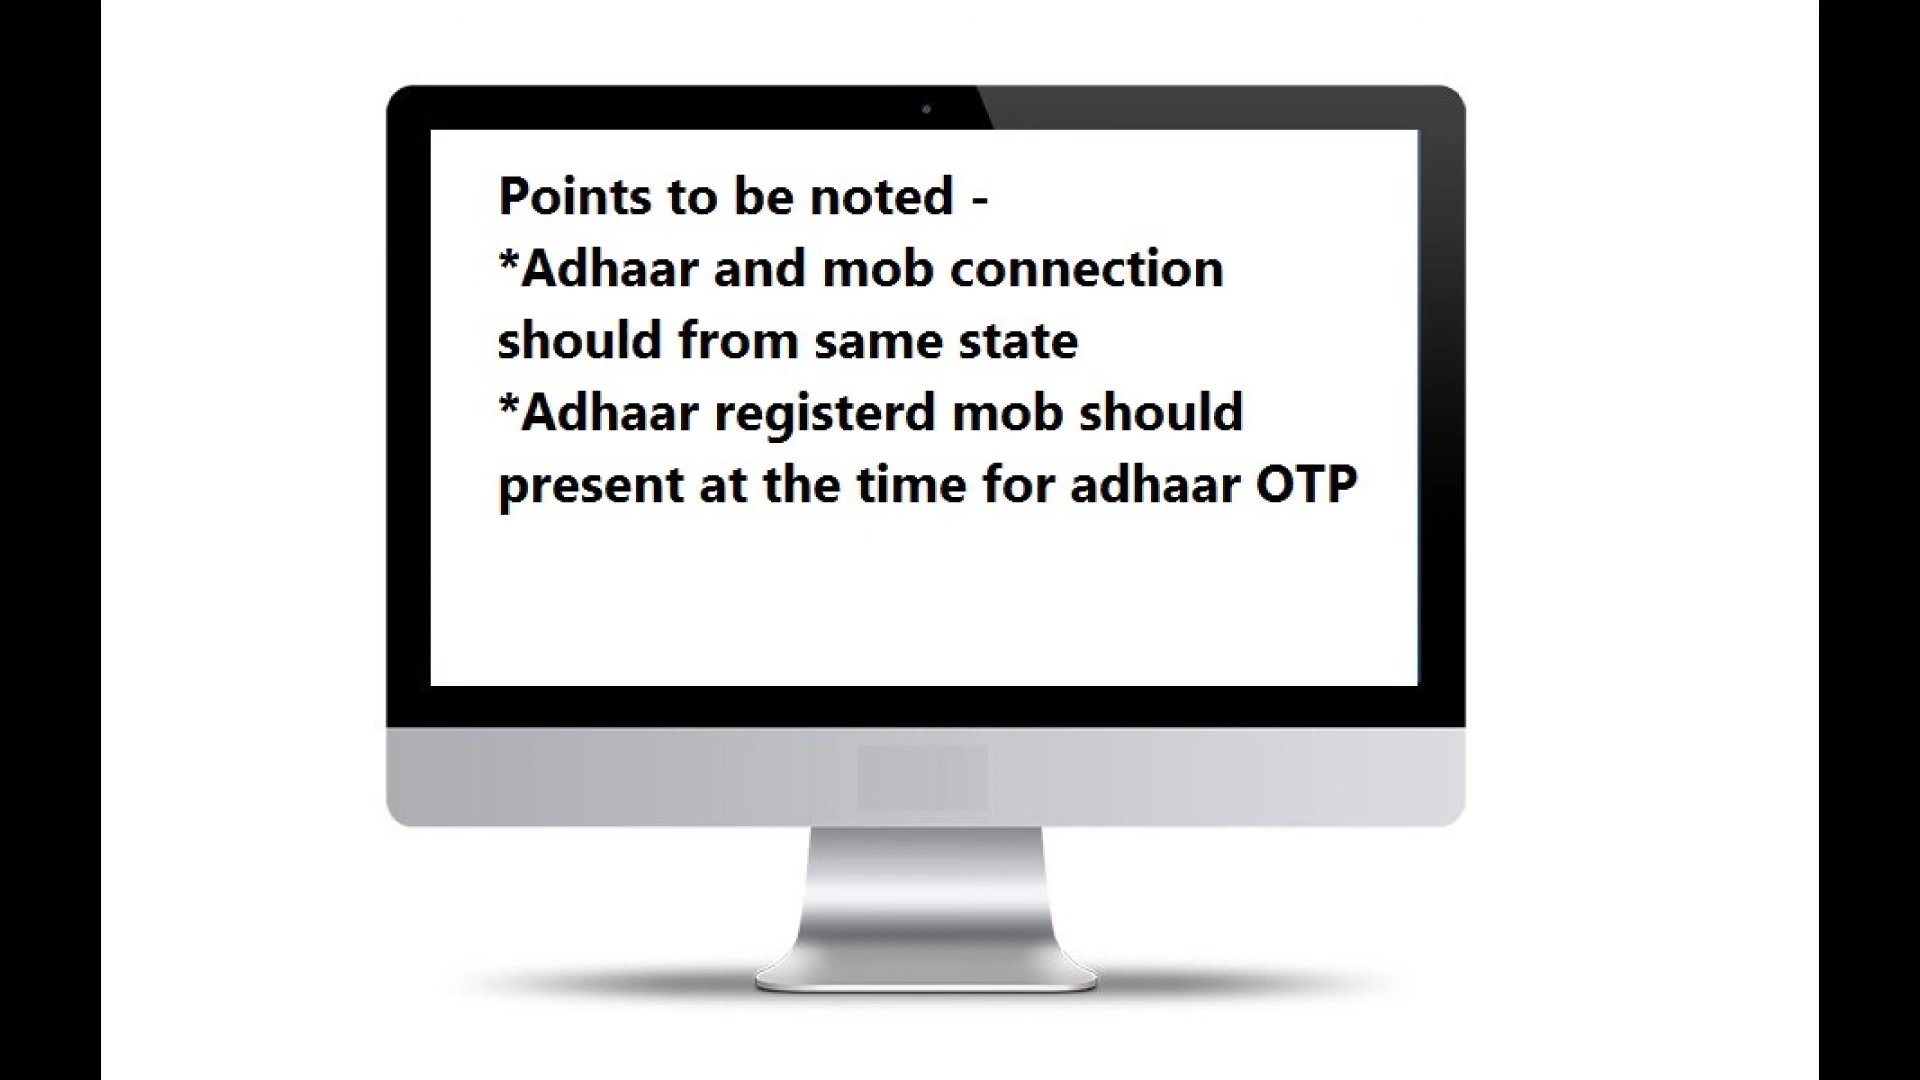 Points to be noted -
*Adhaar and mob connection
should from same state
*Adhaar registerd mob should
present at the time for adhaar OTP